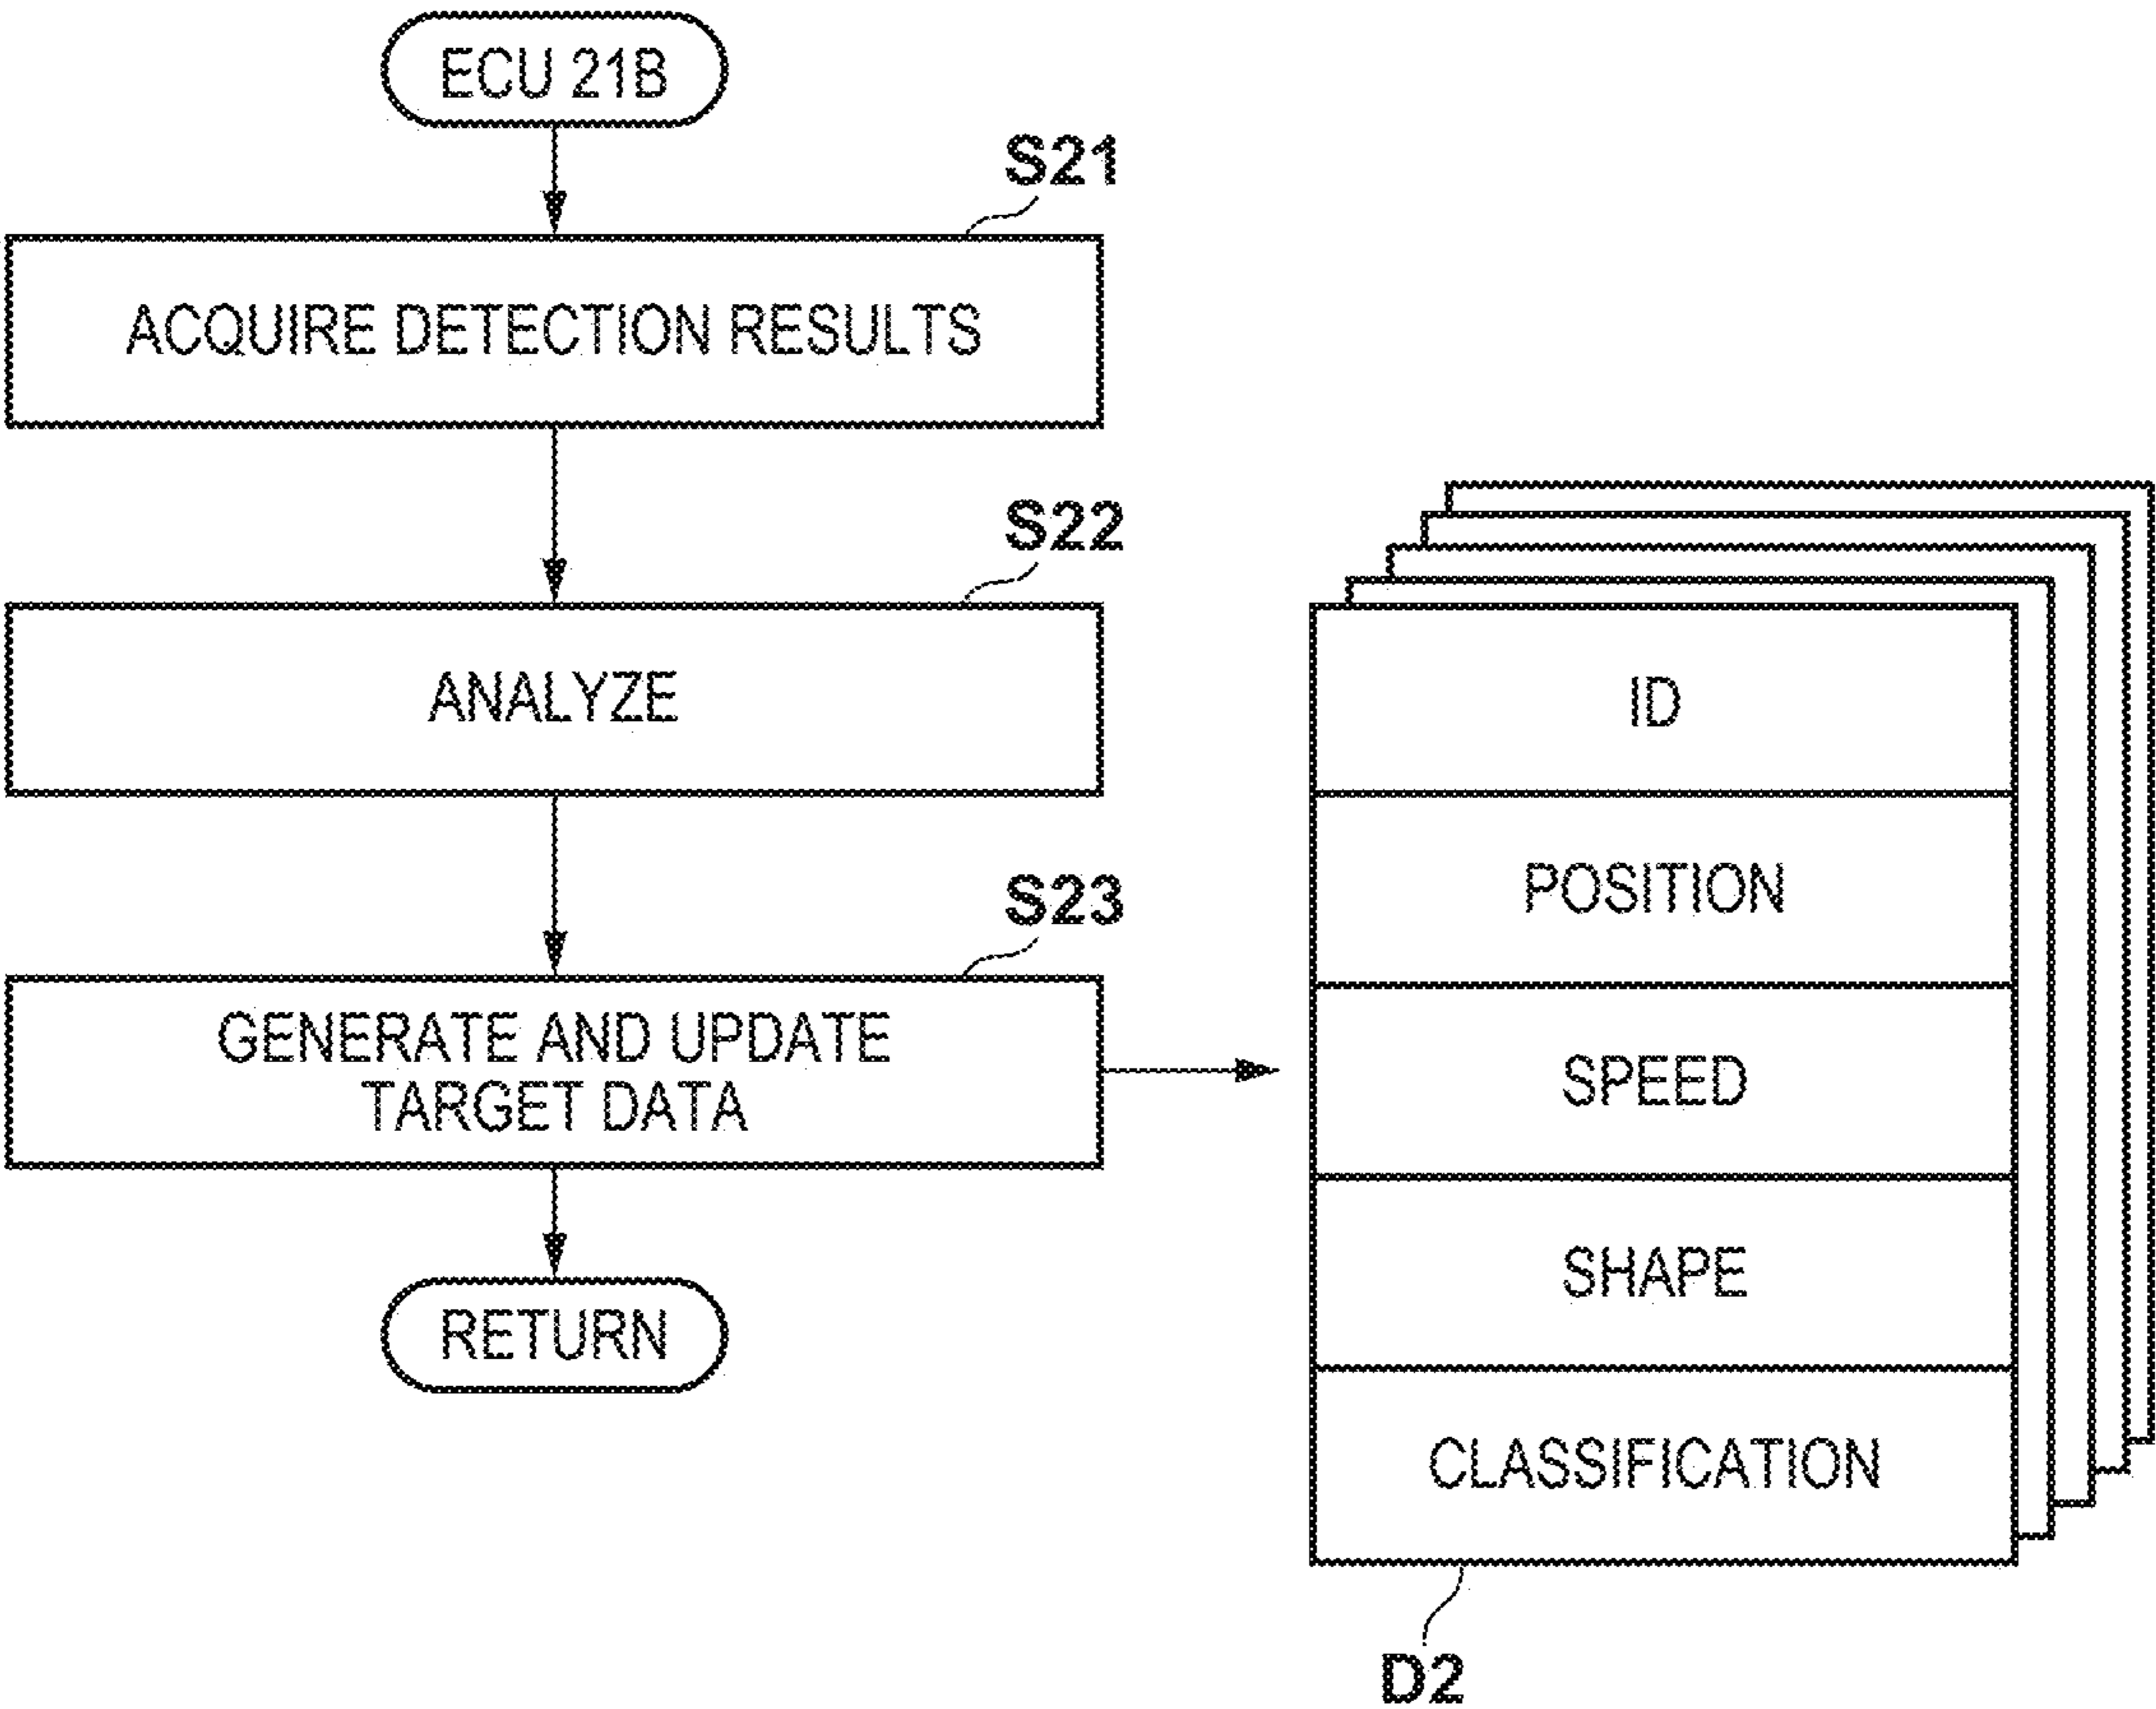 ECU 21B
S21
ACQUIRE DETECTION RESULTS
S22
ANALYZE
S23
GENERATE AND UPDATE
TARGET DATA
RETURN
ID
POSITION
SPEED
SHAPE
CLASSIFICATION
D2